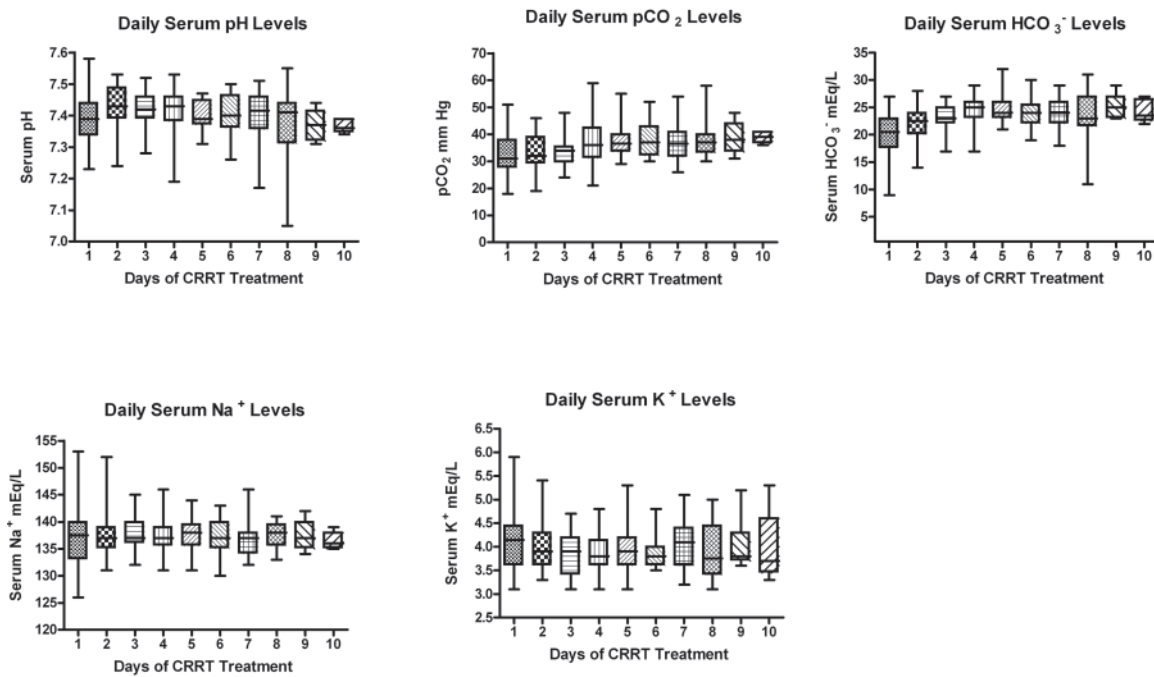 Daily Serum pH Levels
Serum pH
7.6
7.5
7.4
7.3
7.2
7.1
7.0
1 2 3 4 5 6 7 8 9 10
Days of CRRT Treatment
Daily Serum pCO₂ Levels
pCO₂ mm Hg
70
60
50
40
30
20
10
0
1 2 3 4 5 6 7 8 9 10
Days of CRRT Treatment
Daily Serum HCO₃⁻ Levels
Serum HCO₃⁻ mEq/L
35
30
25
20
15
10
5
1 2 3 4 5 6 7 8 9 10
Days of CRRT Treatment
Daily Serum Na⁺ Levels
Serum Na⁺ mEq/L
155
150
145
140
135
130
125
120
1 2 3 4 5 6 7 8 9 10
Days of CRRT Treatment
Daily Serum K⁺ Levels
Serum K⁺ mEq/L
6.5
6.0
5.5
5.0
4.5
4.0
3.5
3.0
2.5
1 2 3 4 5 6 7 8 9 10
Days of CRRT Treatment